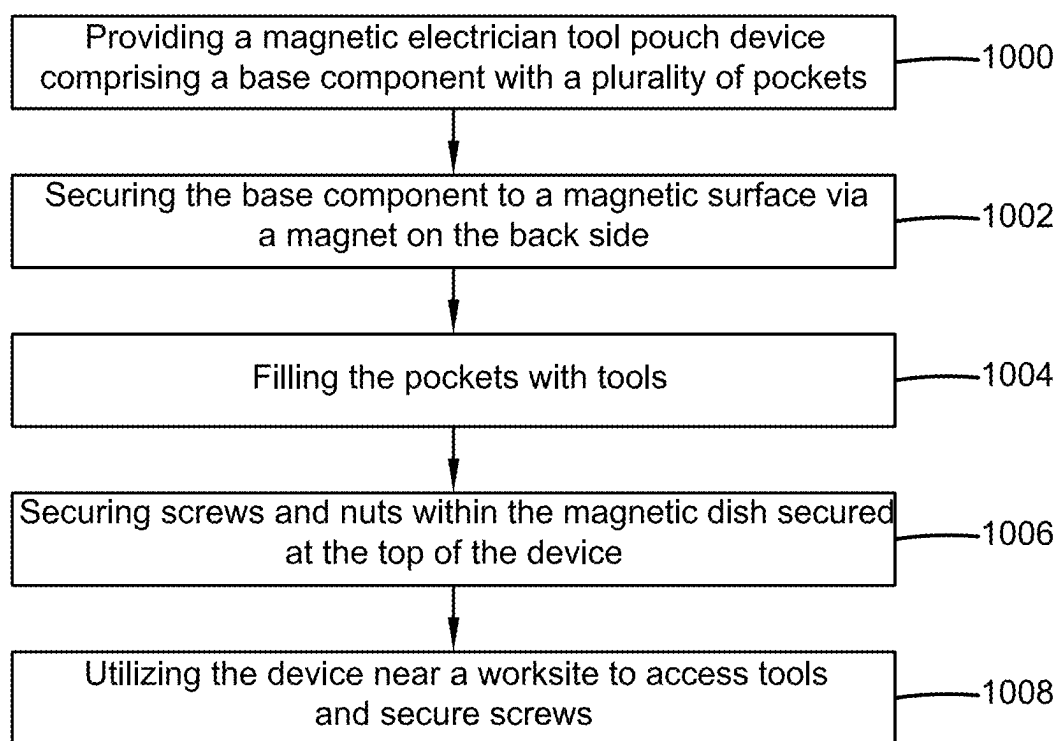 Providing a magnetic electrician tool pouch device
comprising a base component with a plurality of pockets
1000
Securing the base component to a magnetic surface via
a magnet on the back side
1002
Filling the pockets with tools
1004
Securing screws and nuts within the magnetic dish secured
at the top of the device
1006
Utilizing the device near a worksite to access tools
and secure screws
1008